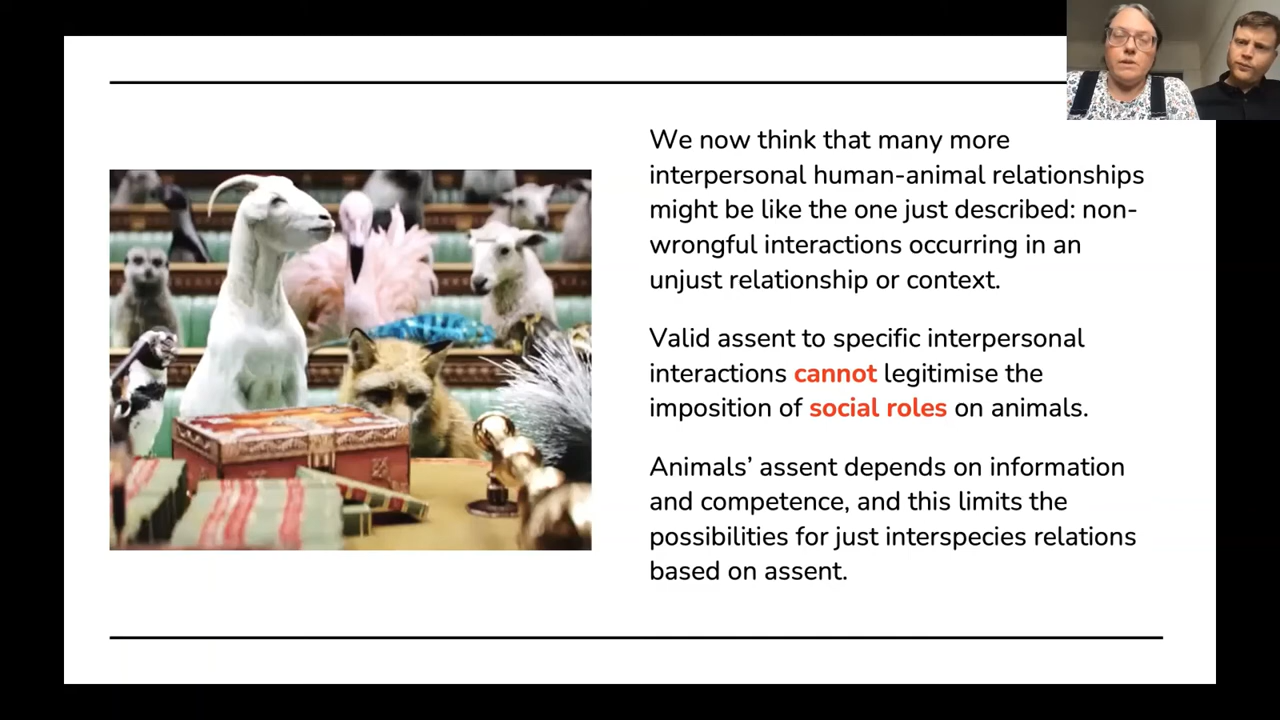 We now think that many more
interpersonal human-animal relationships
might be like the one just described: non-
wrongful interactions occurring in an
unjust relationship or context.
Valid assent to specific interpersonal
interactions cannot legitimise the
imposition of social roles on animals.
Animals’ assent depends on information
and competence, and this limits the
possibilities for just interspecies relations
based on assent.